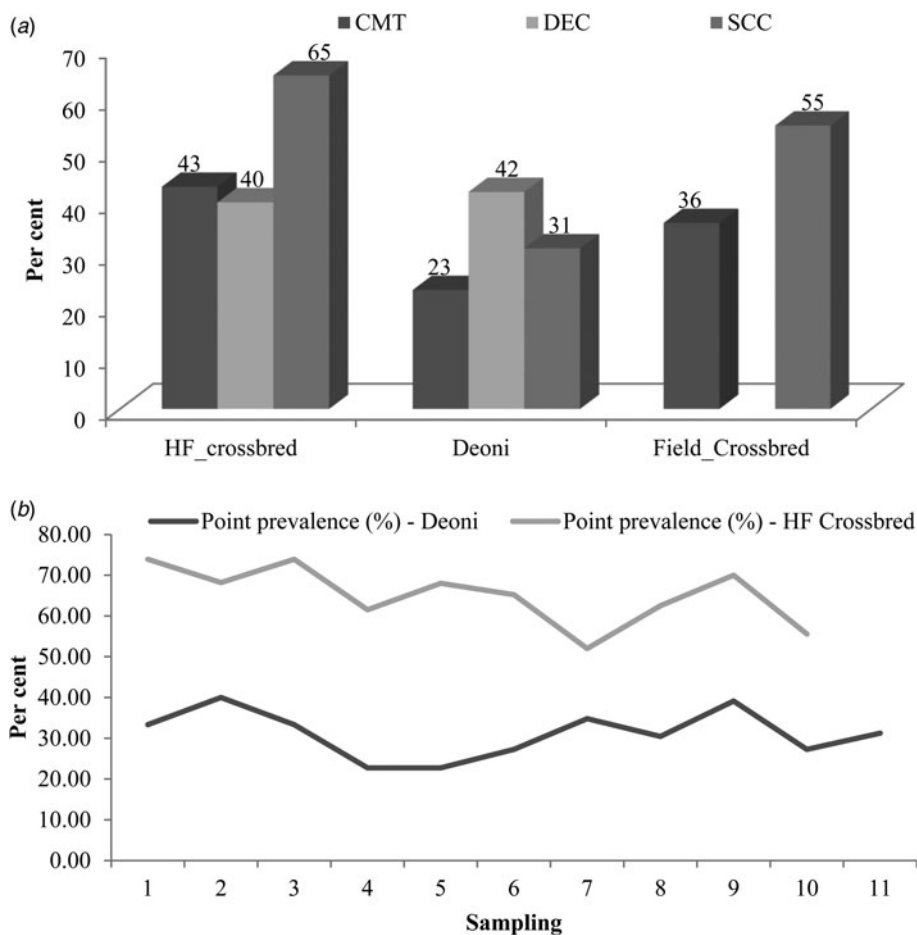 (a)
CMT DEC SCC
Per cent
70
60
50
40
30
20
10
0
43
40
65
23
42
31
36
55
HF_crossbred Deoni Field_Crossbred
(b)
Point prevalence (%) - Deoni Point prevalence (%) - HF Crossbred
Per cent
80.00
70.00
60.00
50.00
40.00
30.00
20.00
10.00
0.00
1 2 3 4 5 6 7 8 9 10 11
Sampling